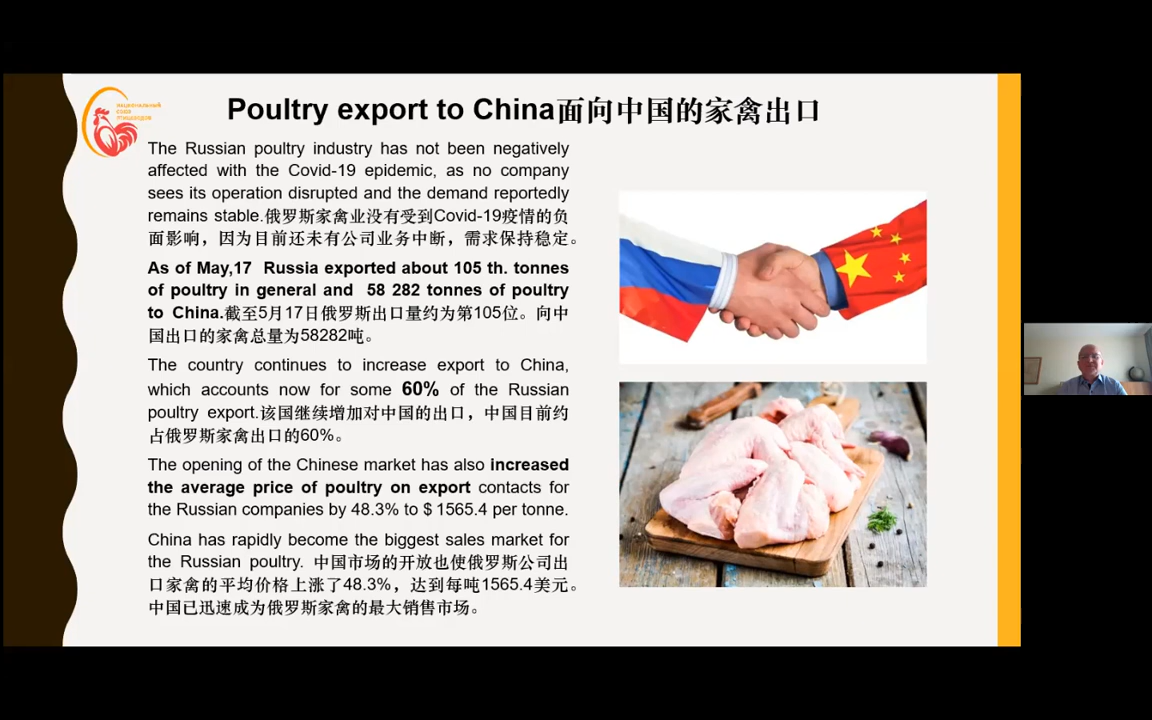 НАЦИОНАЛЬНЫЙ
СОЮЗ
ПТИЦЕВОДОВ
Poultry export to China面向中国的家禽出口
The Russian poultry industry has not been negatively
affected with the Covid-19 epidemic, as no company
sees its operation disrupted and the demand reportedly
remains stable.俄罗斯家禽业没有受到Covid-19疫情的负
面影响，因为目前还未有公司业务中断，需求保持稳定。
As of May,17 Russia exported about 105 th. tonnes
of poultry in general and 58 282 tonnes of poultry
to China.截至5月17日俄罗斯出口量约为第105位。向中
国出口的家禽总量为58282吨。
The country continues to increase export to China,
which accounts now for some 60% of the Russian
poultry export.该国继续增加对中国的出口，中国目前约
占俄罗斯家禽出口的60%。
The opening of the Chinese market has also increased
the average price of poultry on export contacts for
the Russian companies by 48.3% to $ 1565.4 per tonne.
China has rapidly become the biggest sales market for
the Russian poultry. 中国市场的开放也使俄罗斯公司出
口家禽的平均价格上涨了48.3%，达到每吨1565.4美元。
中国已迅速成为俄罗斯家禽的最大销售市场。